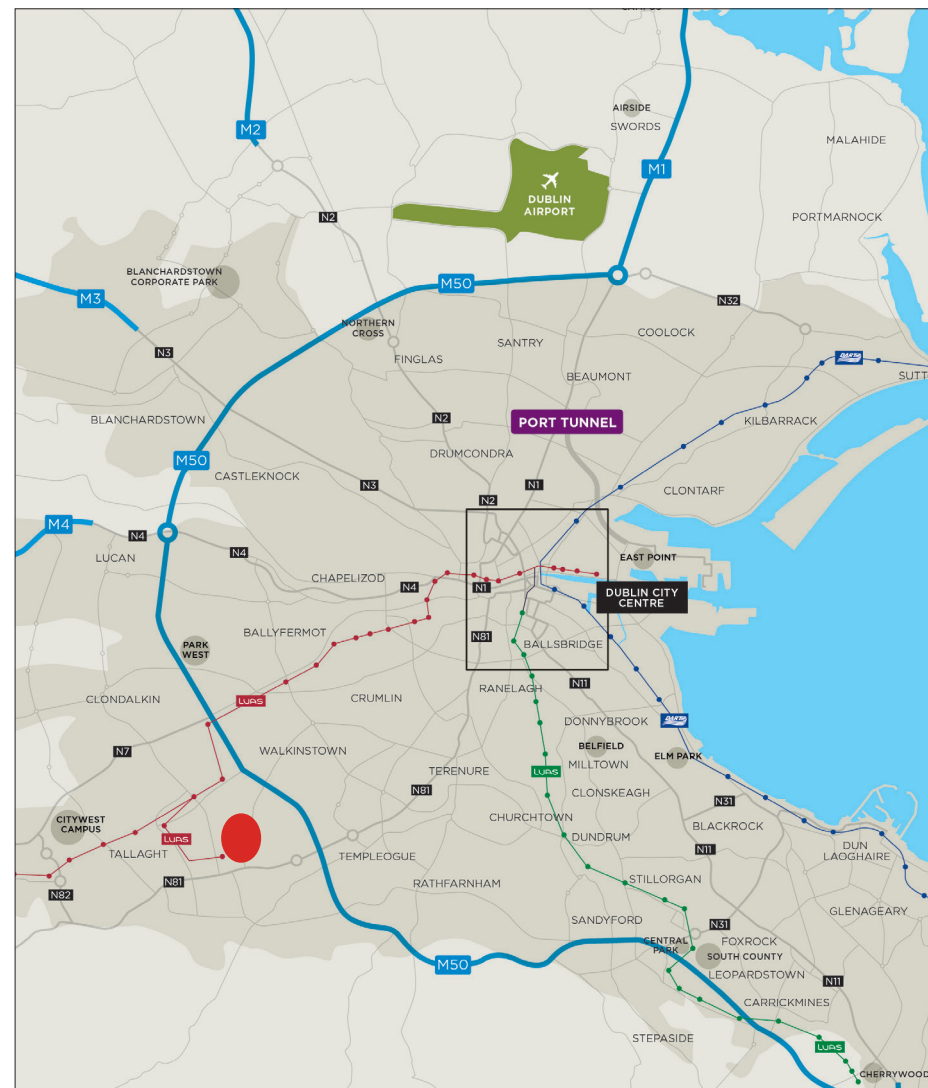 CAMPUS
AIRSIDE
SWORDS
M2
MALAHIDE
M1
DUBLIN
AIRPORT
N2
PORTMARNOCK
BLANCHARDSTOWN
CORPORATE PARK
M50
M3
N32
NORTHERN
CROSS
COOLOCK
SANTRY
N3
FINGLAS
DART
BEAUMONT
SUTTO
BLANCHARDSTOWN
N2
PORT TUNNEL
KILBARRACK
DRUMCONDRA
M50
CASTLEKNOCK
N3
N1
CLONTARF
N2
M4
N4
N4
LUCAN
EAST POINT
CHAPELIZOD
N4
N1
DUBLIN CITY
CENTRE
BALLYFERMOT
N81
BALLSBRIDGE
PARK
WEST
N11
RANELAGH
CLONDALKIN
LUAS
CRUMLIN
DONNYBROOK
DART
N7
WALKINSTOWN
BELFIELD
MILLTOWN
ELM PARK
TERENURE
LUAS
N81
CLONSKEAGH
N31
CITYWEST
CAMPUS
CHURCHTOWN
BLACKROCK
LUAS
DUNDRUM
N11
DUN
LAOGHAIRE
TALLAGHT
TEMPLEOGUE
N81
STILLORGAN
RATHFARNHAM
N82
GLENAGEARY
SANDYFORD
N31
CENTRAL
PARK
FOXROCK
SOUTH COUNTY
M50
LEOPARDSTOWN
N11
CARRICKMINES
STEPASIDE
LUAS
CHERRYWOOD